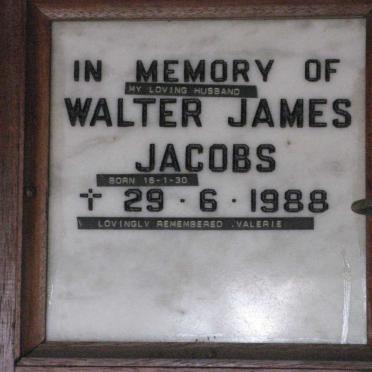 IN MEMORY OF
MY LOVING HUSBAND
WALTER JAMES
JACOBS
BORN 16-1-30
✝ 29 · 6 · 1988
LOVINGLY REMEMBERED .VALERIE